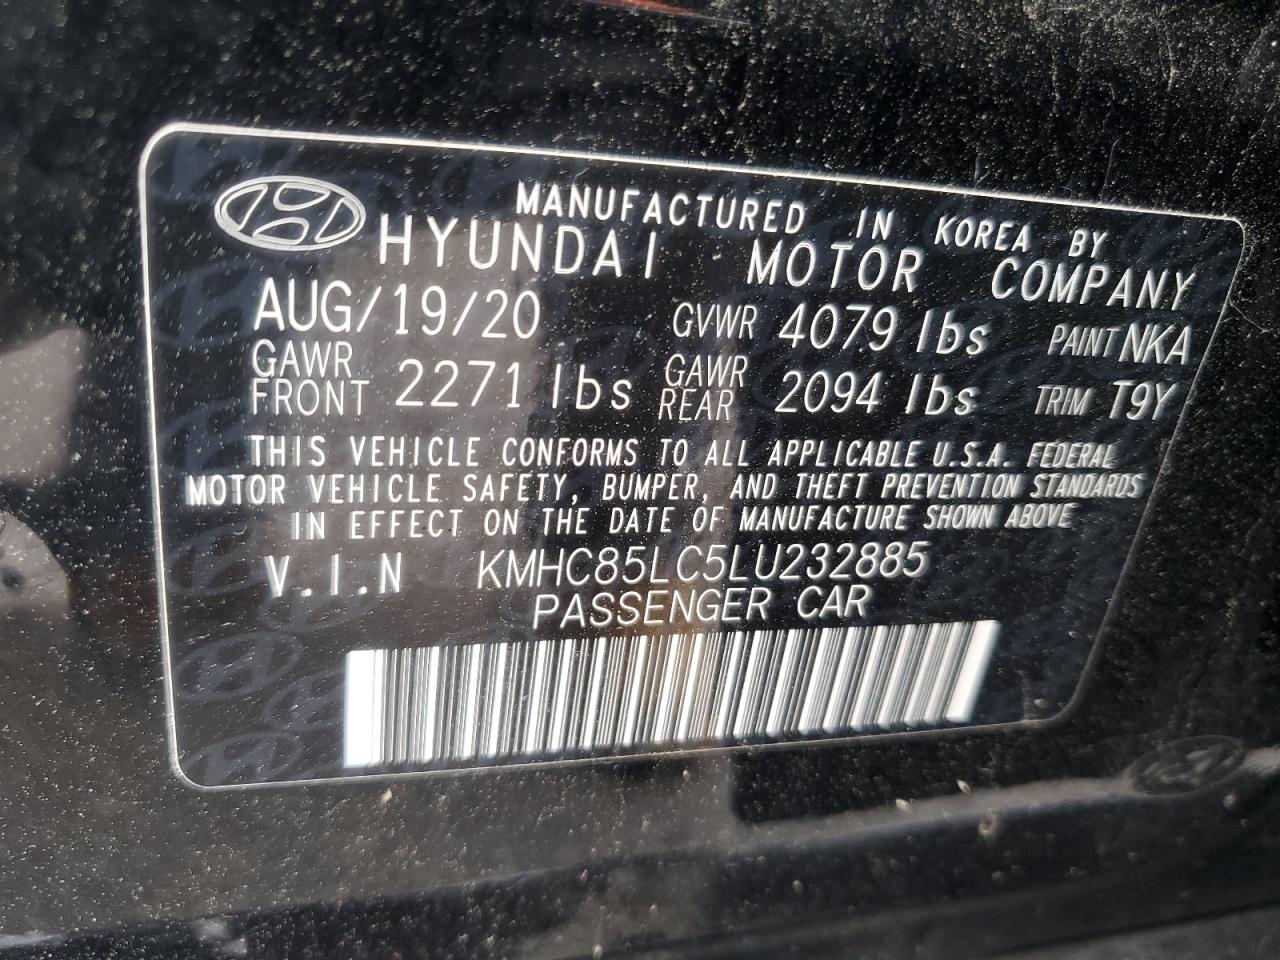 MANUFACTURED IN KOREA BY
HYUNDAI MOTOR COMPANY
AUG/19/20 GVWR 4079 lbs PAINT NKA
GAWR FRONT 2271 lbs GAWR REAR 2094 lbs TRIM T9Y
THIS VEHICLE CONFORMS TO ALL APPLICABLE U.S.A. FEDERAL
MOTOR VEHICLE SAFETY, BUMPER, AND THEFT PREVENTION STANDARDS
IN EFFECT ON THE DATE OF MANUFACTURE SHOWN ABOVE
V.I.N KMHC85LC5LU232885
PASSENGER CAR